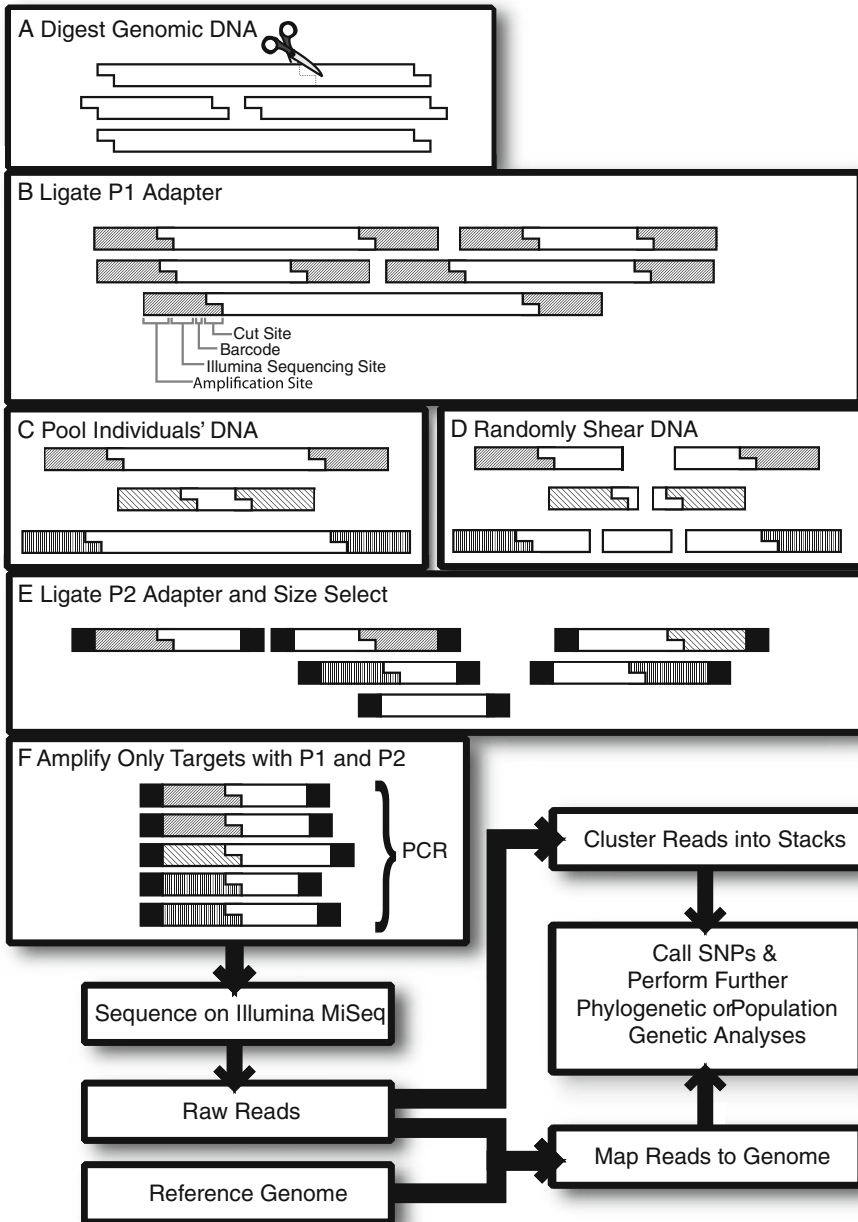 A Digest Genomic DNA
B Ligate P1 Adapter
Cut Site
Barcode
Illumina Sequencing Site
Amplification Site
C Pool Individuals' DNA
D Randomly Shear DNA
E Ligate P2 Adapter and Size Select
F Amplify Only Targets with P1 and P2
PCR
Sequence on Illumina MiSeq
Raw Reads
Reference Genome
Cluster Reads into Stacks
Call SNPs &
Perform Further
Phylogenetic orPopulation
Genetic Analyses
Map Reads to Genome